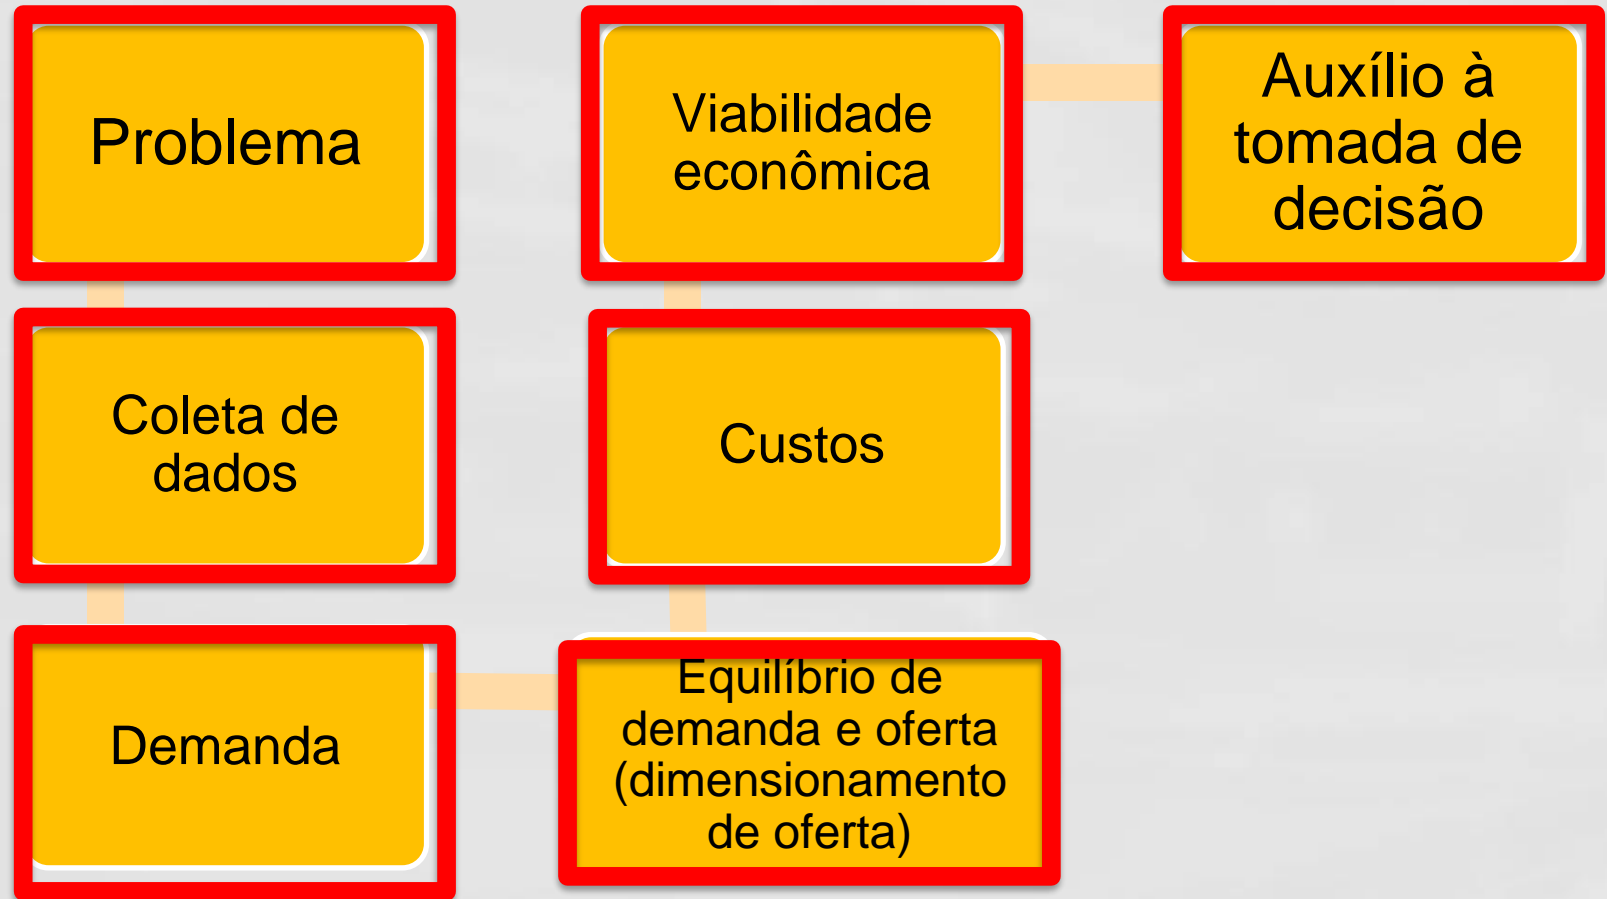 Problema
Coleta de
dados
Demanda
Equilíbrio de
demanda e oferta
(dimensionamento
de oferta)
Custos
Viabilidade
econômica
Auxílio à
tomada de
decisão